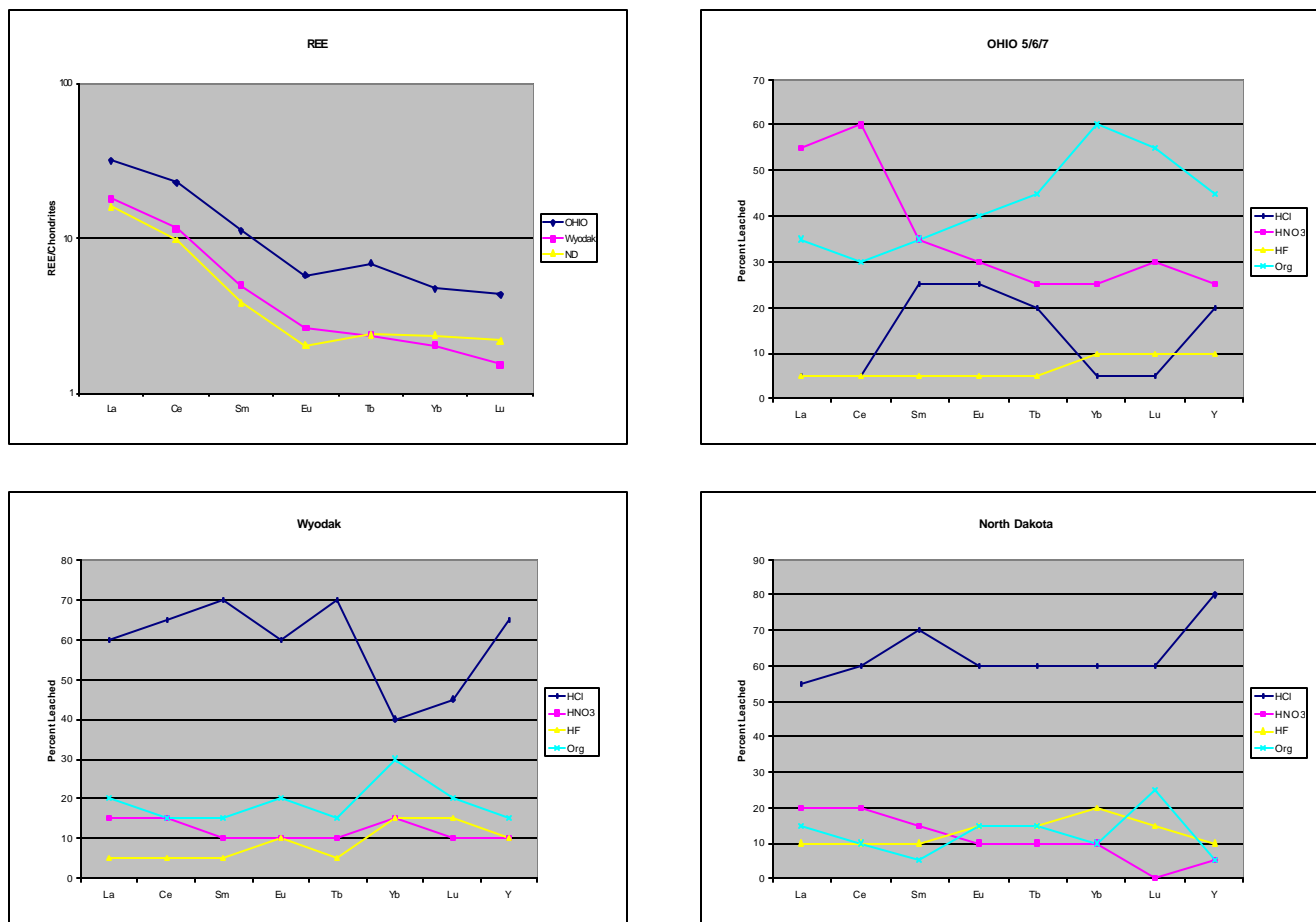 REE
REE/Chondrites
100
10
1
La Ce Sm Eu Tb Yb Lu
OHIO
Wyodak
ND
OHIO 5/6/7
Percent Leached
70
60
50
40
30
20
10
0
La Ce Sm Eu Tb Yb Lu Y
HCl
HNO3
HF
Org
Wyodak
Percent Leached
80
70
60
50
40
30
20
10
0
La Ce Sm Eu Tb Yb Lu Y
HCl
HNO3
HF
Org
North Dakota
Percent Leached
90
80
70
60
50
40
30
20
10
0
La Ce Sm Eu Tb Yb Lu Y
HCl
HNO3
HF
Org